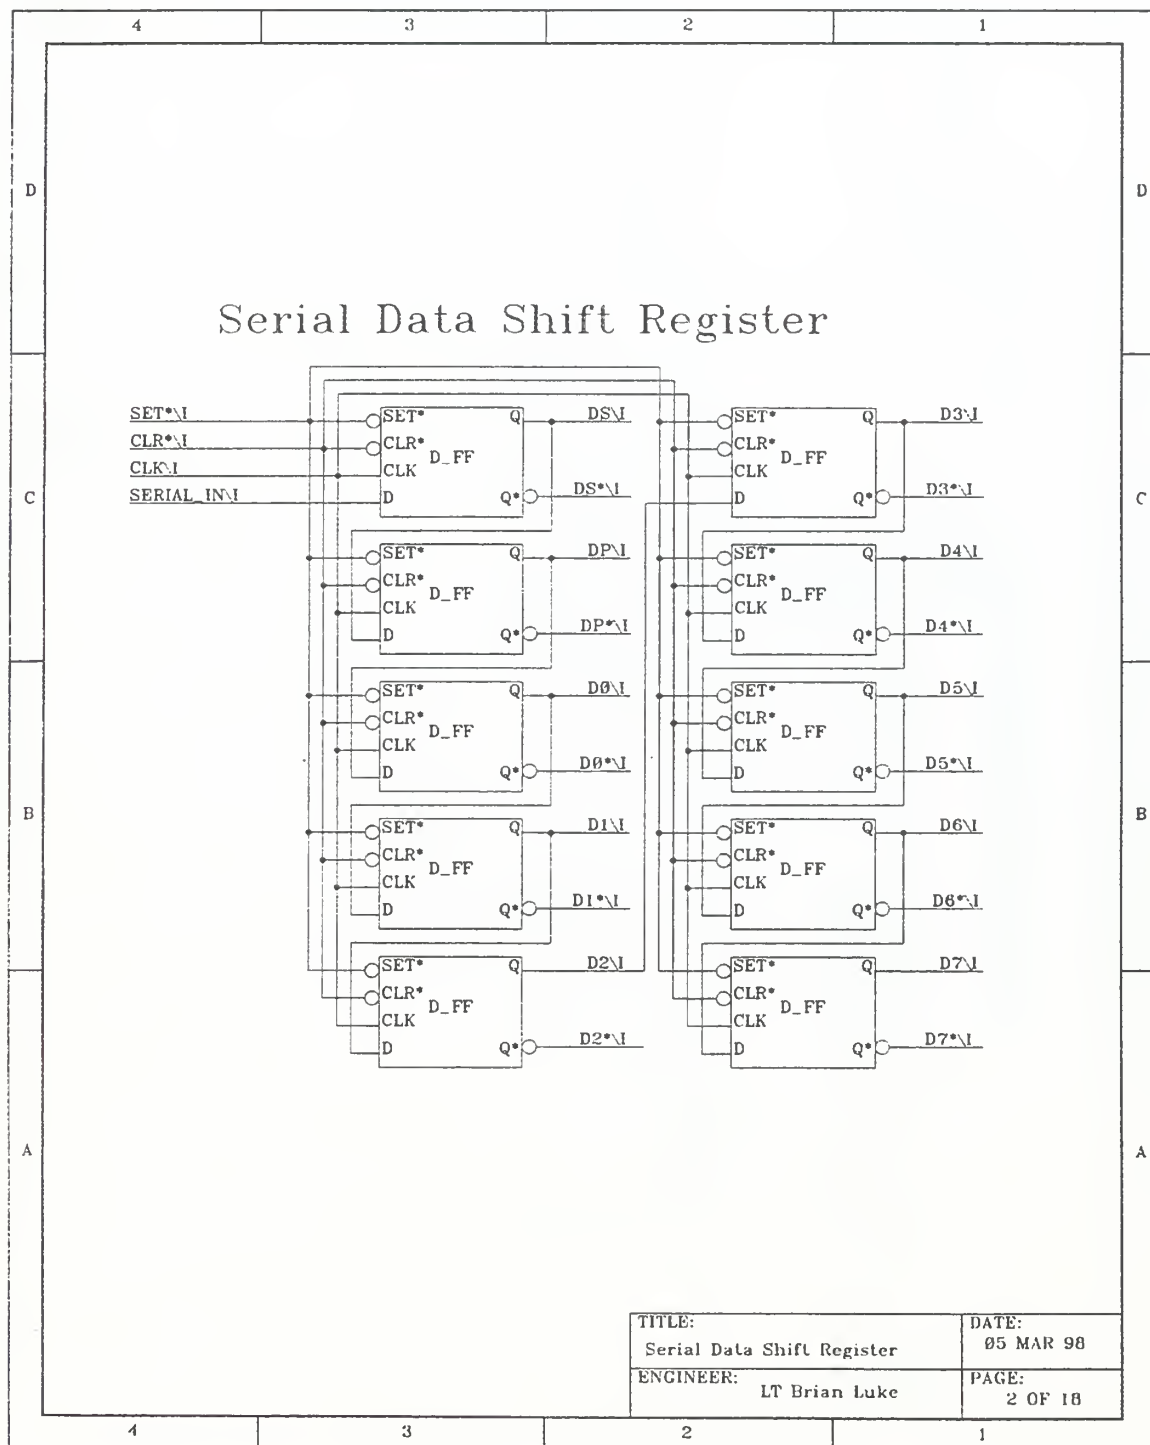 4 3 2 1
D D
Serial Data Shift Register
SET*\I
CLR*\I
CLK\I
SERIAL_IN\I
SET* Q DS\I
CLR*
D_FF
CLK
D Q* DS*\I
SET* Q D3\I
CLR*
D_FF
CLK
D Q* D3*\I
C C
SET* Q DP\I
CLR*
D_FF
CLK
D Q* DP*\I
SET* Q D4\I
CLR*
D_FF
CLK
D Q* D4*\I
SET* Q D0\I
CLR*
D_FF
CLK
D Q* D0*\I
SET* Q D5\I
CLR*
D_FF
CLK
D Q* D5*\I
B B
SET* Q D1\I
CLR*
D_FF
CLK
D Q* D1*\I
SET* Q D6\I
CLR*
D_FF
CLK
D Q* D6*\I
SET* Q D2\I
CLR*
D_FF
CLK
D Q* D2*\I
SET* Q D7\I
CLR*
D_FF
CLK
D Q* D7*\I
A A
TITLE:
Serial Data Shift Register
DATE:
05 MAR 98
ENGINEER:
LT Brian Luke
PAGE:
2 OF 18
4 3 2 1